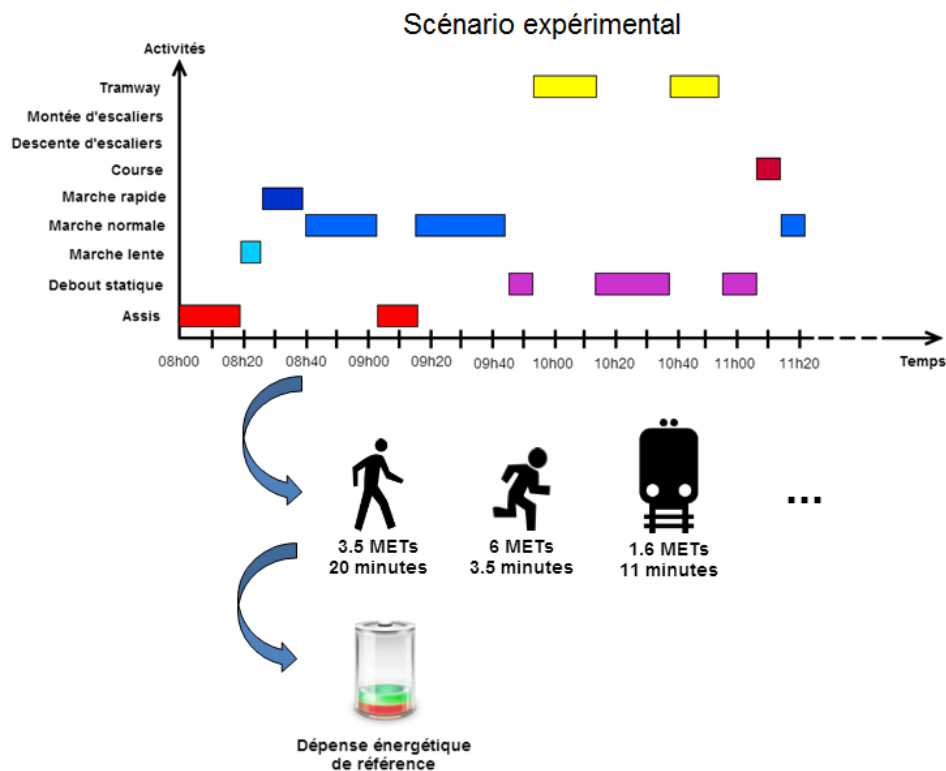 Scénario expérimental
Activités
Tramway
Montée d'escaliers
Descente d'escaliers
Course
Marche rapide
Marche normale
Marche lente
Debout statique
Assis
08h00 08h20 08h40 09h00 09h20 09h40 10h00 10h20 10h40 11h00 11h20
Temps
3.5 METs
20 minutes
6 METs
3.5 minutes
1.6 METs
11 minutes
...
Dépense énergétique
de référence